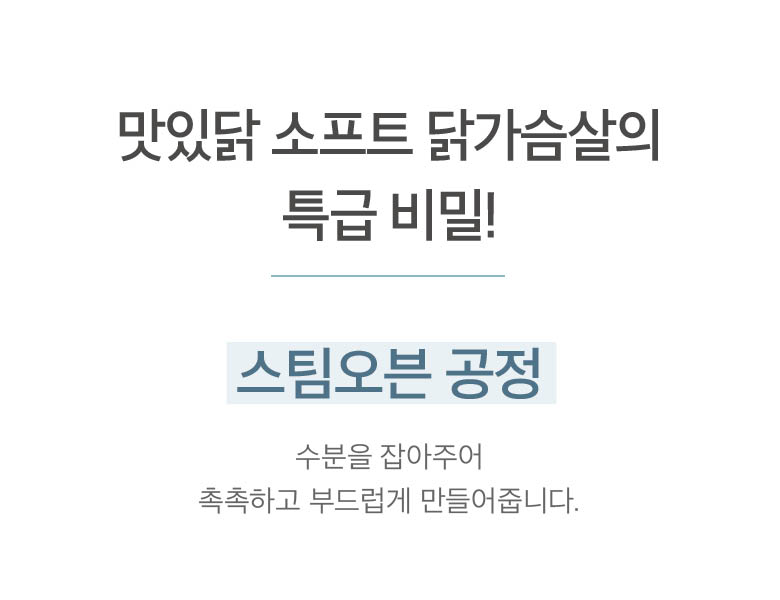 맛있닭 소프트 닭가슴살의
특급 비밀!
스팀오븐 공정
수분을 잡아주어
촉촉하고 부드럽게 만들어줍니다.